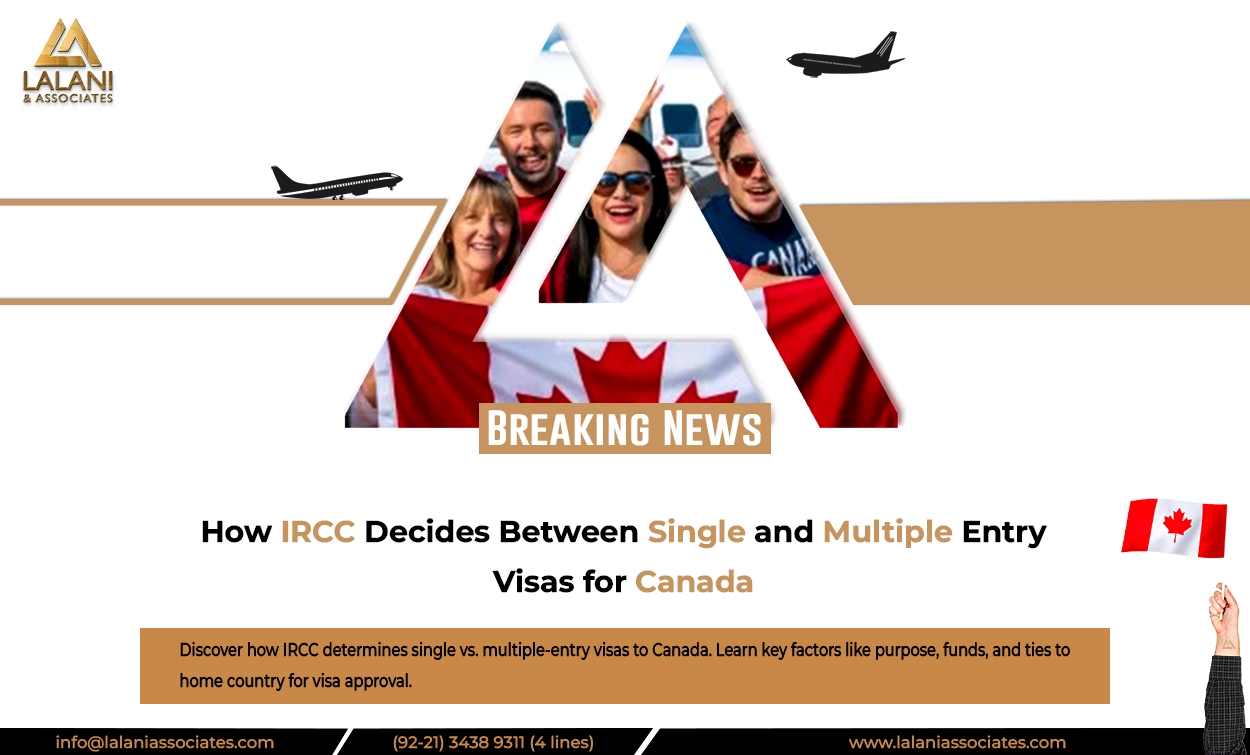 LALANI
& ASSOCIATES
CANADA
BREAKING NEWS
How IRCC Decides Between Single and Multiple Entry
Visas for Canada
Discover how IRCC determines single vs. multiple-entry visas to Canada. Learn key factors like purpose, funds, and ties to
home country for visa approval.
info@lalaniassociates.com
(92-21) 3438 9311 (4 lines)
www.lalaniassociates.com